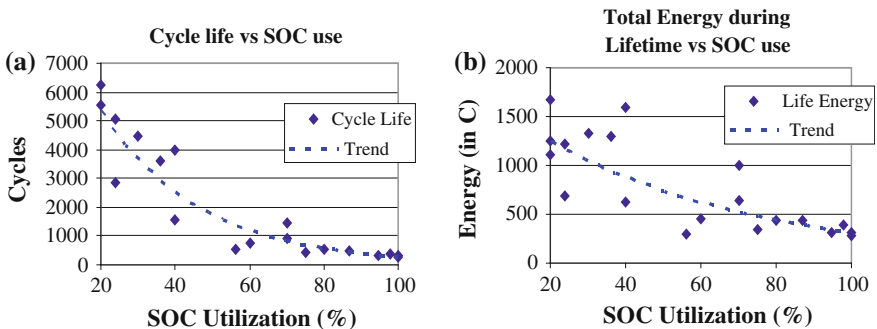 (a)
Cycle life vs SOC use
7000
6000
5000
4000
3000
2000
1000
0
Cycles
Cycle Life
Trend
20
40
60
80
100
SOC Utilization (%)
(b)
Total Energy during
Lifetime vs SOC use
2000
1500
1000
500
0
Energy (in C)
Life Energy
Trend
20
40
60
80
100
SOC Utilization (%)